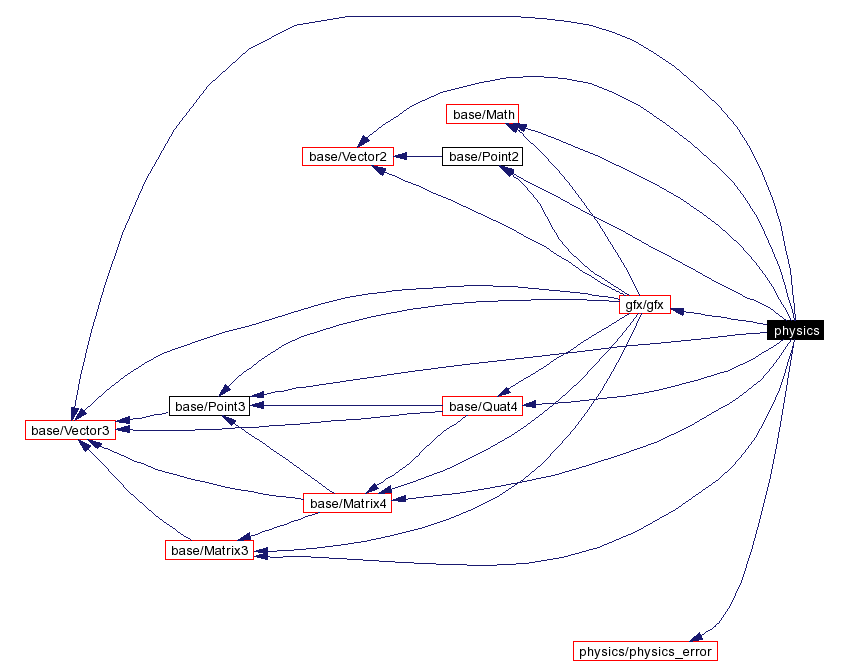 base/Math
base/Vector2
base/Point2
gfx/gfx
physics
base/Point3
base/Quat4
base/Vector3
base/Matrix4
base/Matrix3
physics/physics_error